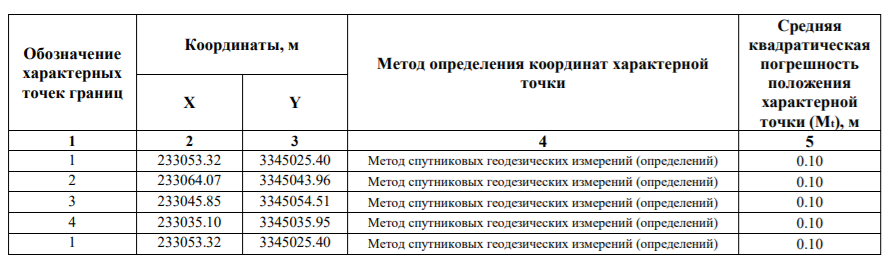 Обозначение характерных точек границ
Координаты, м
Метод определения координат характерной точки
Средняя квадратическая погрешность положения характерной точки (Mt), м
X Y
1 2 3 4 5
1 233053.32 3345025.40 Метод спутниковых геодезических измерений (определений) 0.10
2 233064.07 3345043.96 Метод спутниковых геодезических измерений (определений) 0.10
3 233045.85 3345054.51 Метод спутниковых геодезических измерений (определений) 0.10
4 233035.10 3345035.95 Метод спутниковых геодезических измерений (определений) 0.10
1 233053.32 3345025.40 Метод спутниковых геодезических измерений (определений) 0.10